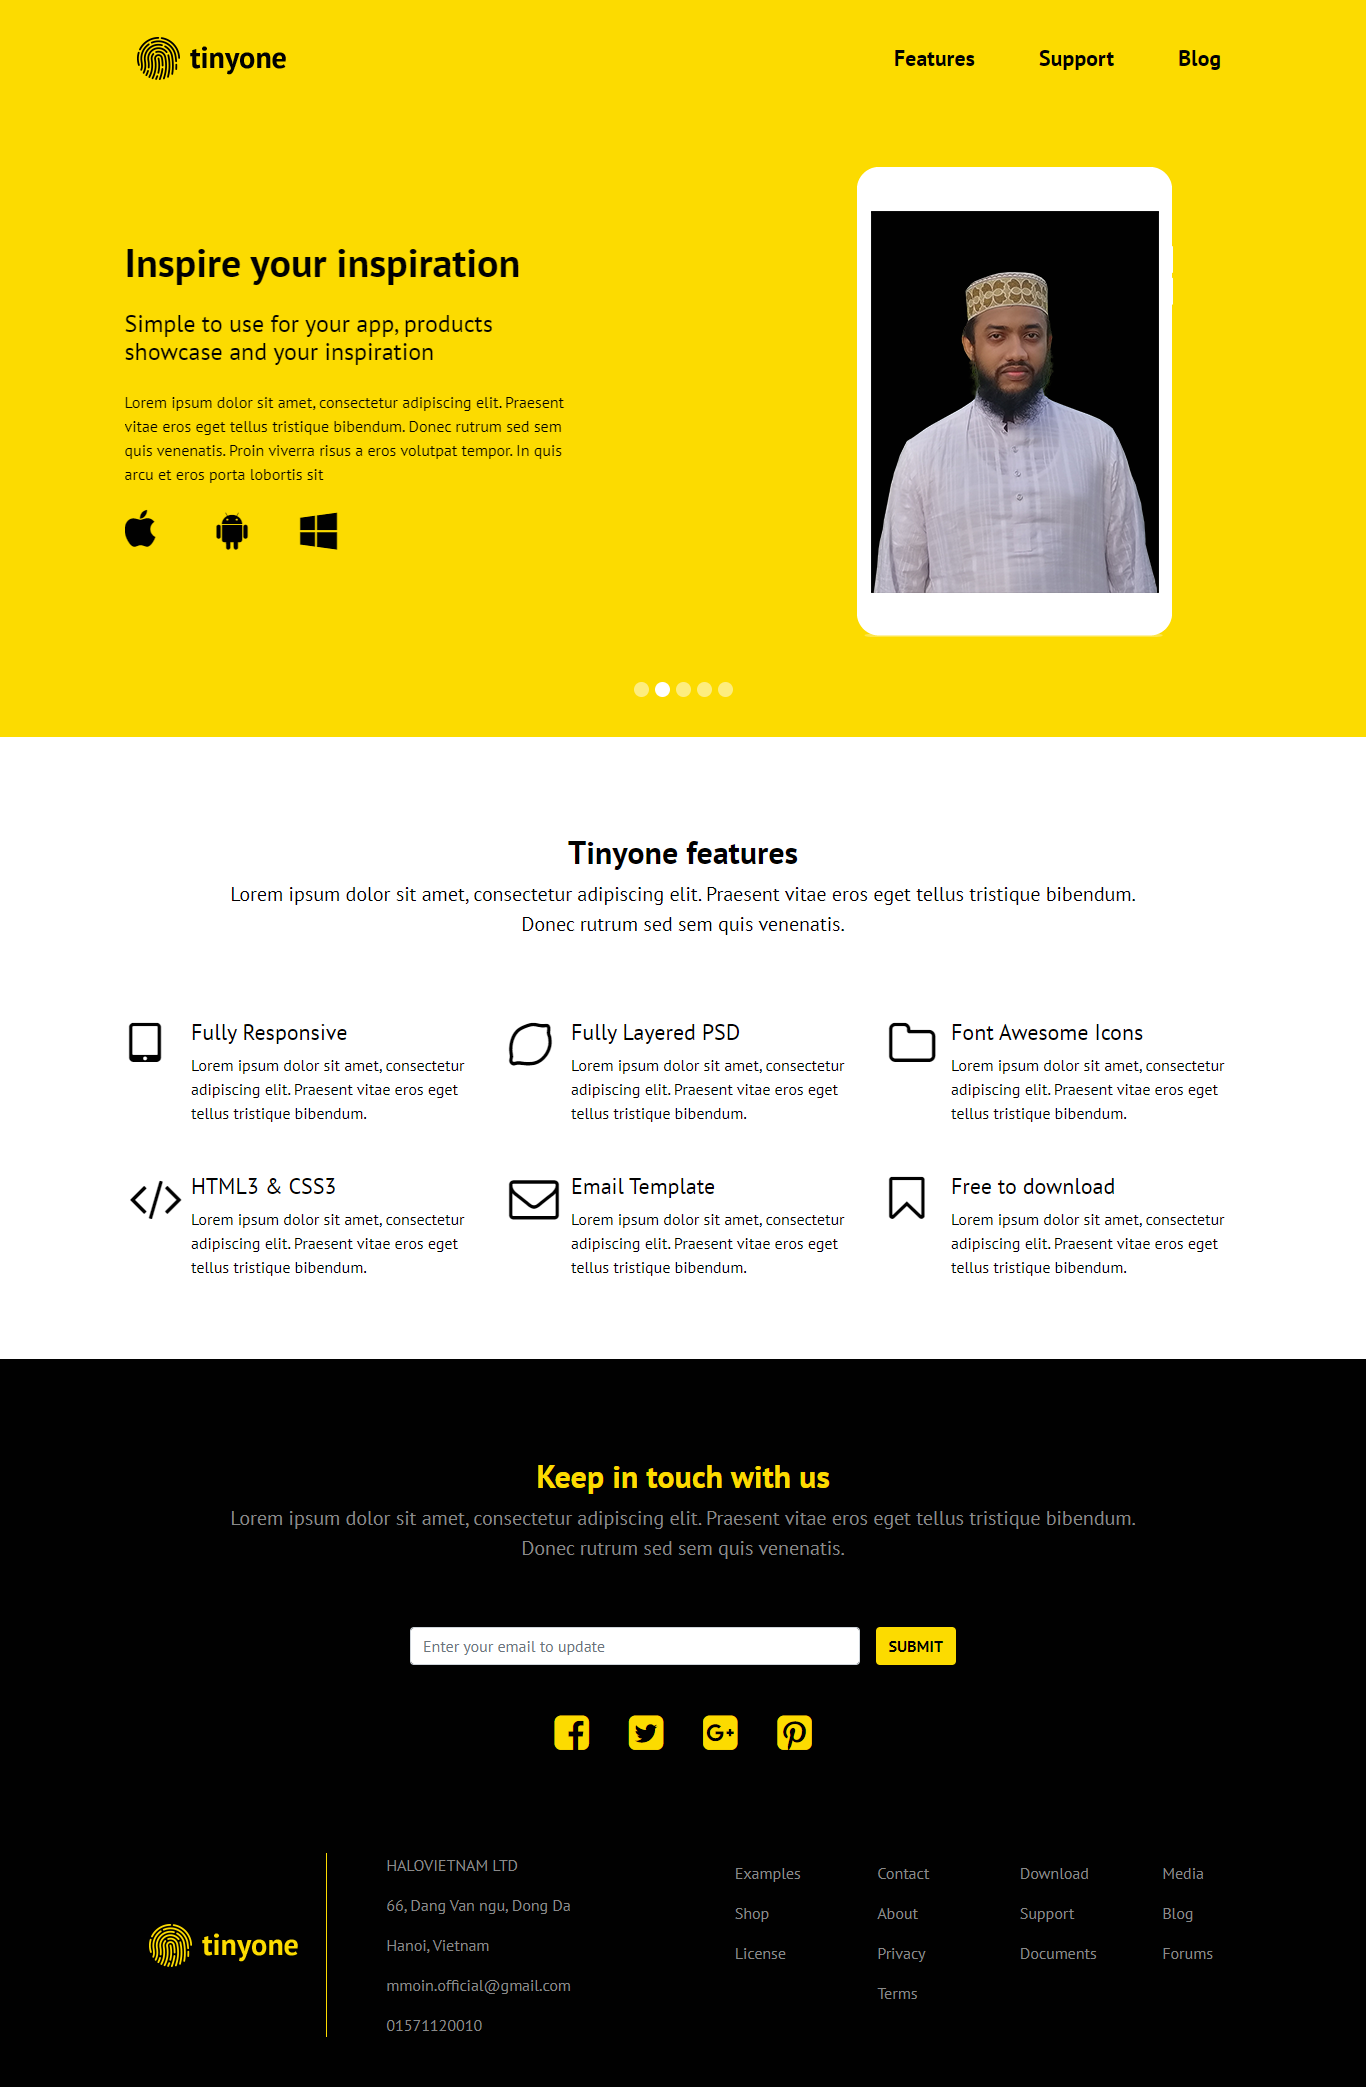 tinyone
Features
Support
Blog
Inspire your inspiration
Simple to use for your app, products
showcase and your inspiration
Lorem ipsum dolor sit amet, consectetur adipiscing elit. Praesent
vitae eros eget tellus tristique bibendum. Donec rutrum sed sem
quis venenatis. Proin viverra risus a eros volutpat tempor. In quis
arcu et eros porta lobortis sit
Tinyone features
Lorem ipsum dolor sit amet, consectetur adipiscing elit. Praesent vitae eros eget tellus tristique bibendum.
Donec rutrum sed sem quis venenatis.
Fully Responsive
Lorem ipsum dolor sit amet, consectetur
adipiscing elit. Praesent vitae eros eget
tellus tristique bibendum.
Fully Layered PSD
Lorem ipsum dolor sit amet, consectetur
adipiscing elit. Praesent vitae eros eget
tellus tristique bibendum.
Font Awesome Icons
Lorem ipsum dolor sit amet, consectetur
adipiscing elit. Praesent vitae eros eget
tellus tristique bibendum.
HTML3 & CSS3
Lorem ipsum dolor sit amet, consectetur
adipiscing elit. Praesent vitae eros eget
tellus tristique bibendum.
Email Template
Lorem ipsum dolor sit amet, consectetur
adipiscing elit. Praesent vitae eros eget
tellus tristique bibendum.
Free to download
Lorem ipsum dolor sit amet, consectetur
adipiscing elit. Praesent vitae eros eget
tellus tristique bibendum.
Keep in touch with us
Lorem ipsum dolor sit amet, consectetur adipiscing elit. Praesent vitae eros eget tellus tristique bibendum.
Donec rutrum sed sem quis venenatis.
Enter your email to update
SUBMIT
tinyone
HALOVIETNAM LTD
66, Dang Van ngu, Dong Da
Hanoi, Vietnam
mmoin.official@gmail.com
01571120010
Examples
Shop
License
Contact
About
Privacy
Terms
Download
Support
Documents
Media
Blog
Forums